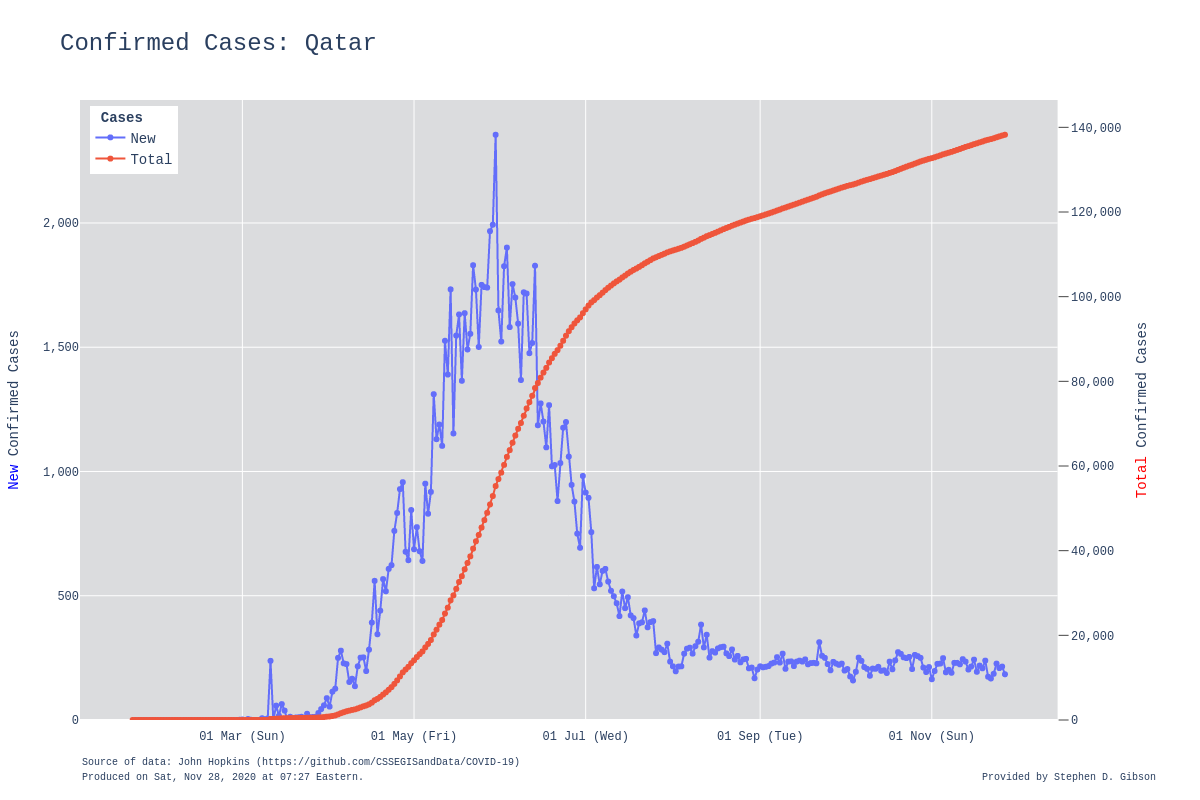 Confirmed Cases: Qatar
Cases
New
Total
2,000
1,500
1,000
500
0
140,000
120,000
100,000
80,000
60,000
40,000
20,000
0
New Confirmed Cases
Total Confirmed Cases
01 Mar (Sun)
01 May (Fri)
01 Jul (Wed)
01 Sep (Tue)
01 Nov (Sun)
Source of data: John Hopkins (https://github.com/CSSEGISandData/COVID-19)
Produced on Sat, Nov 28, 2020 at 07:27 Eastern.
Provided by Stephen D. Gibson